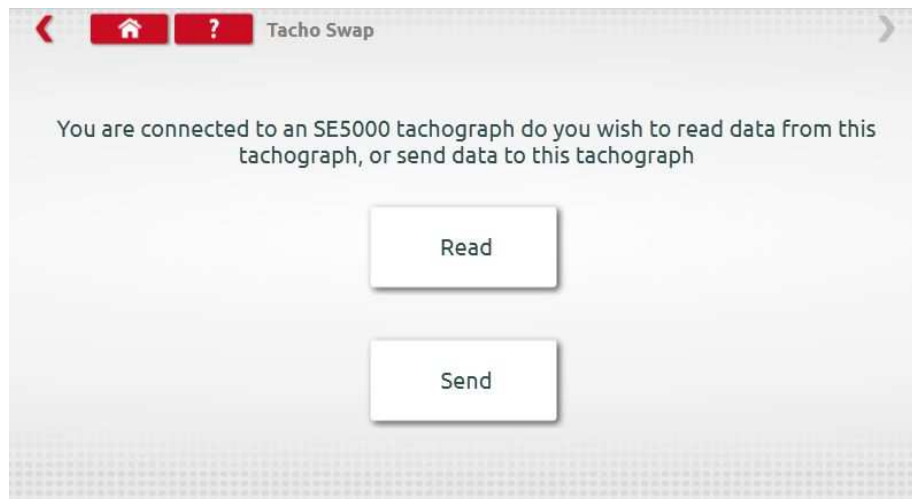 ? Tacho Swap
You are connected to an SE5000 tachograph do you wish to read data from this
tachograph, or send data to this tachograph
Read
Send